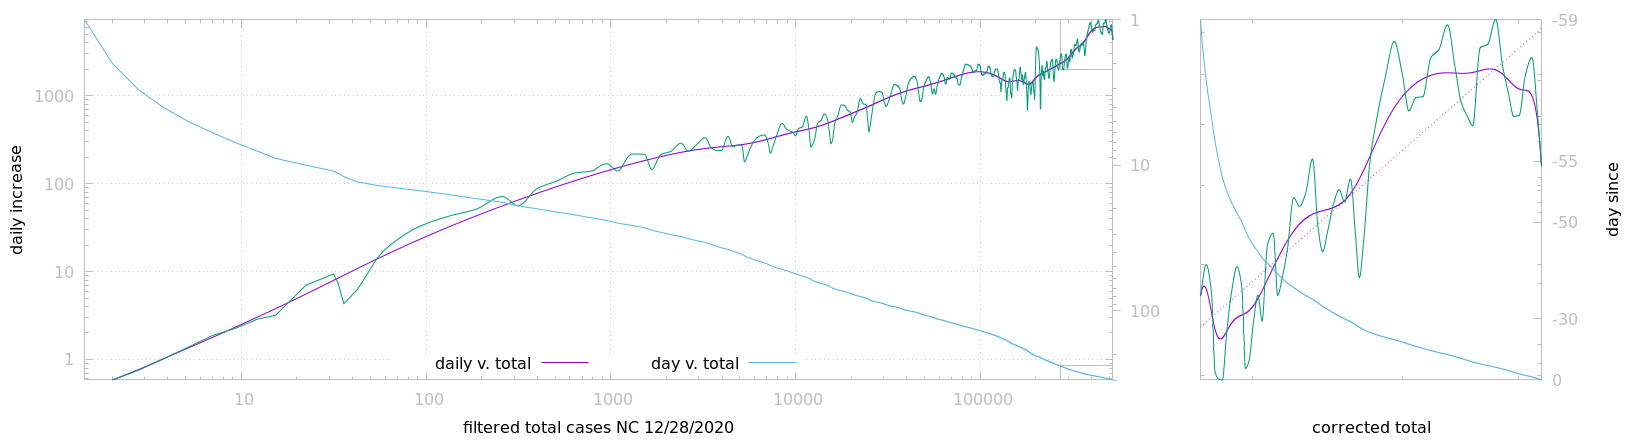 1000
100
10
1
daily increase
daily v. total
day v. total
10
100
1000
10000
100000
filtered total cases NC 12/28/2020
1
10
100
-59
-55
-50
-30
0
day since
corrected total